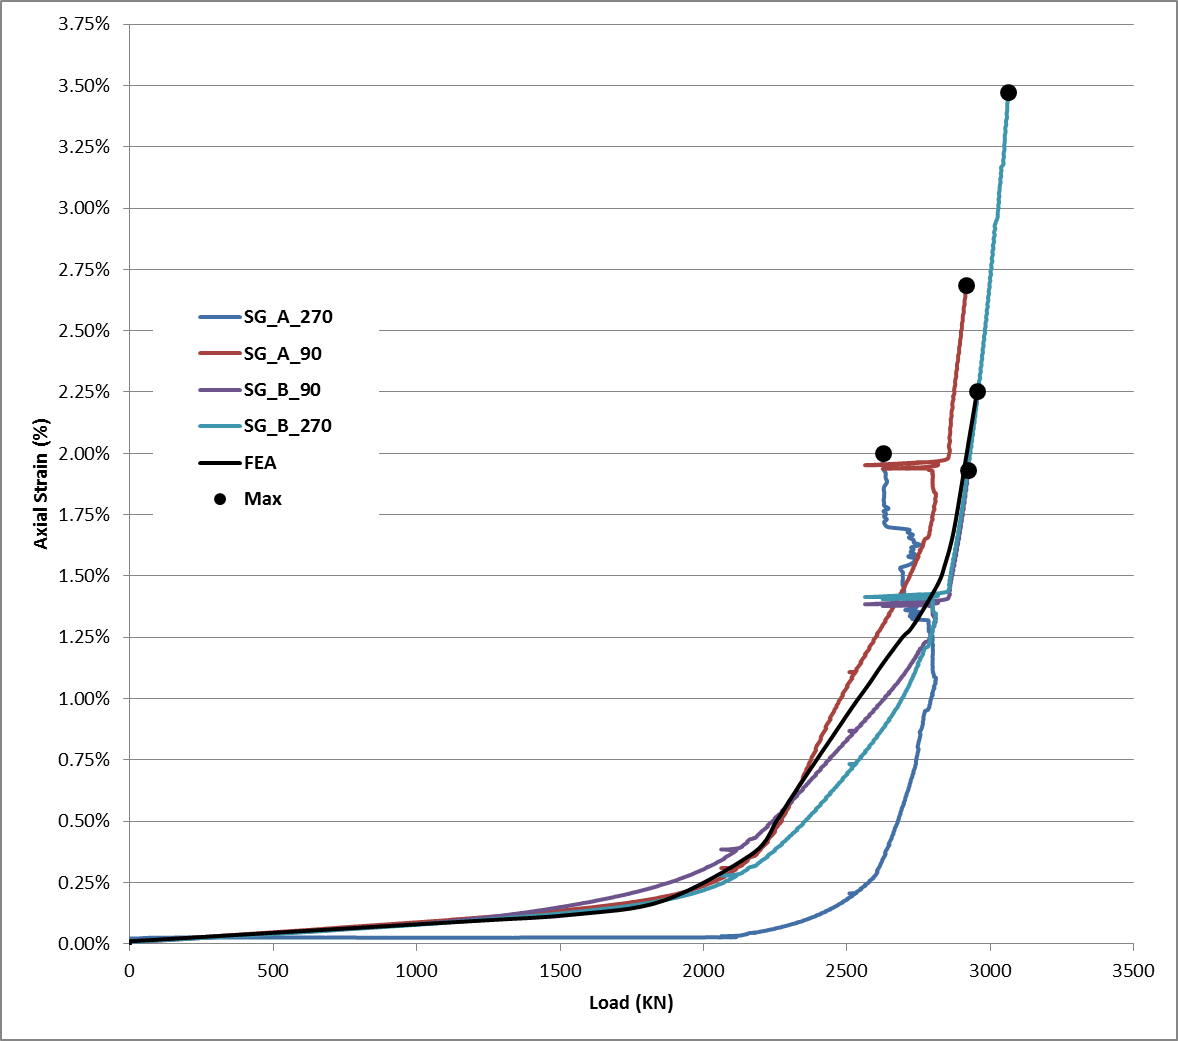 3.75%
3.50%
3.25%
3.00%
2.75%
2.50%
2.25%
2.00%
1.75%
1.50%
1.25%
1.00%
0.75%
0.50%
0.25%
0.00%
Axial Strain (%)
SG_A_270
SG_A_90
SG_B_90
SG_B_270
FEA
Max
0 500 1000 1500 2000 2500 3000 3500
Load (KN)